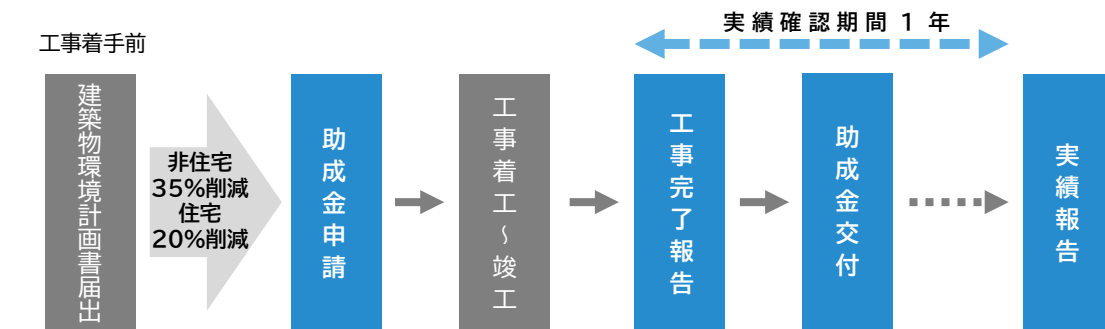 実績確認期間１年
工事着手前
建築物環境計画書届出
非住宅
35%削減
住宅
20%削減
助成金申請
工事着工～竣工
工事完了報告
助成金交付
実績報告